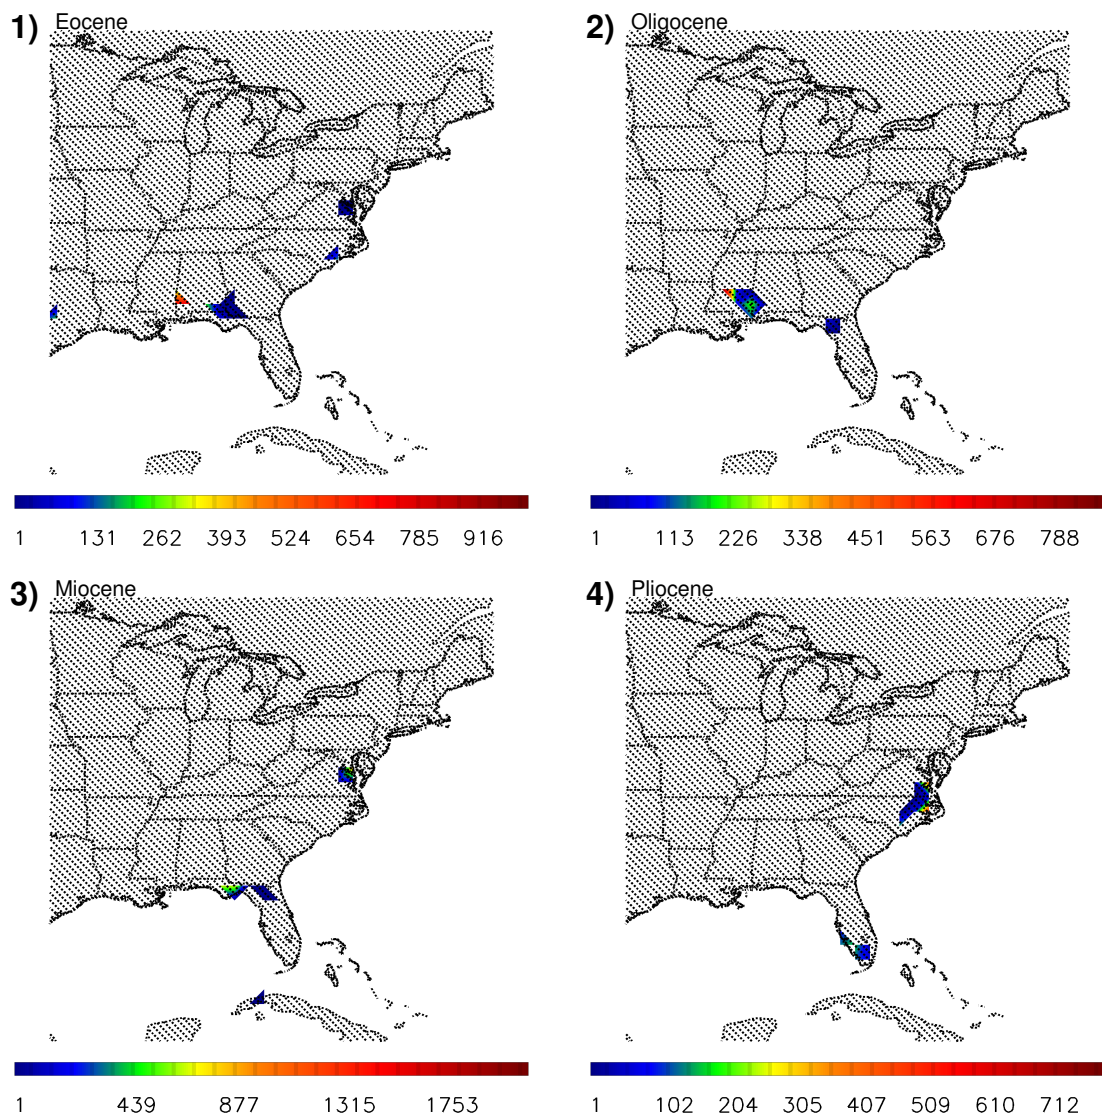 1) Eocene
2) Oligocene
1 131 262 393 524 654 785 916
1 113 226 338 451 563 676 788
3) Miocene
4) Pliocene
1 439 877 1315 1753
1 102 204 305 407 509 610 712